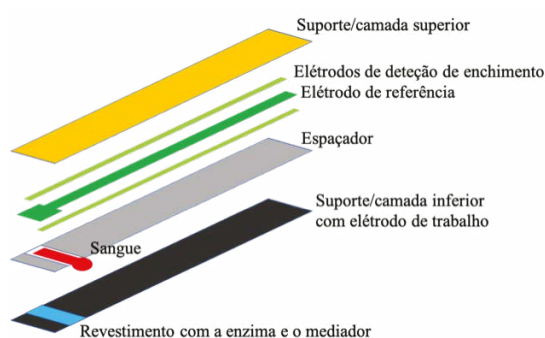 Suporte/camada superior
Elétrodos de deteção de enchimento
Elétrodo de referência
Espaçador
Suporte/camada inferior
com elétrodo de trabalho
Sangue
Revestimento com a enzima e o mediador